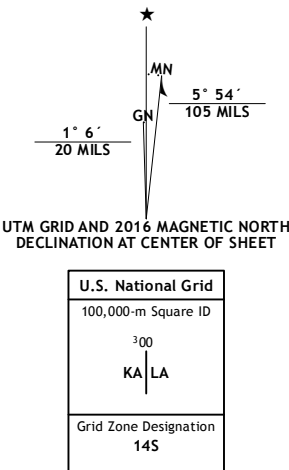 ★
MN
5° 54´
105 MILS
GN
1° 6´
20 MILS
UTM GRID AND 2016 MAGNETIC NORTH
DECLINATION AT CENTER OF SHEET
U.S. National Grid
100,000-m Square ID
³00
KA LA
Grid Zone Designation
14S